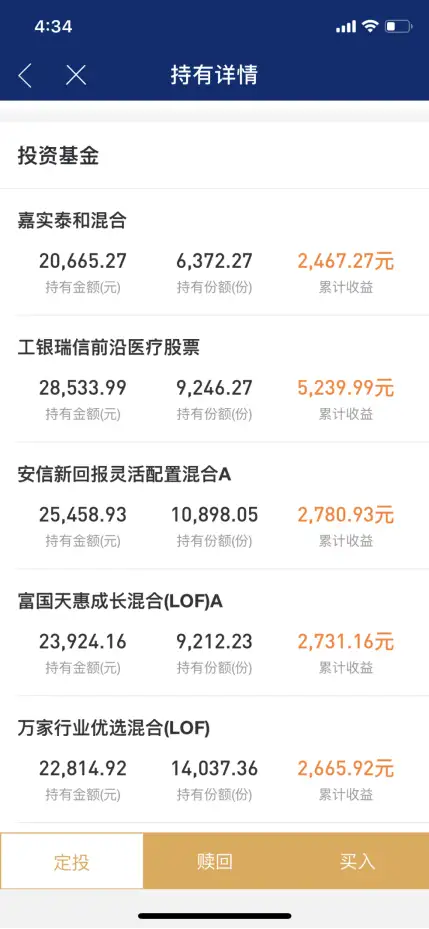 4:34
持有详情
投资基金
嘉实泰和混合
20,665.27 6,372.27 2,467.27元
持有金额(元) 持有份额(份) 累计收益
工银瑞信前沿医疗股票
28,533.99 9,246.27 5,239.99元
持有金额(元) 持有份额(份) 累计收益
安信新回报灵活配置混合A
25,458.93 10,898.05 2,780.93元
持有金额(元) 持有份额(份) 累计收益
富国天惠成长混合(LOF)A
23,924.16 9,212.23 2,731.16元
持有金额(元) 持有份额(份) 累计收益
万家行业优选混合(LOF)
22,814.92 14,037.36 2,665.92元
持有金额(元) 持有份额(份) 累计收益
定投 赎回 买入